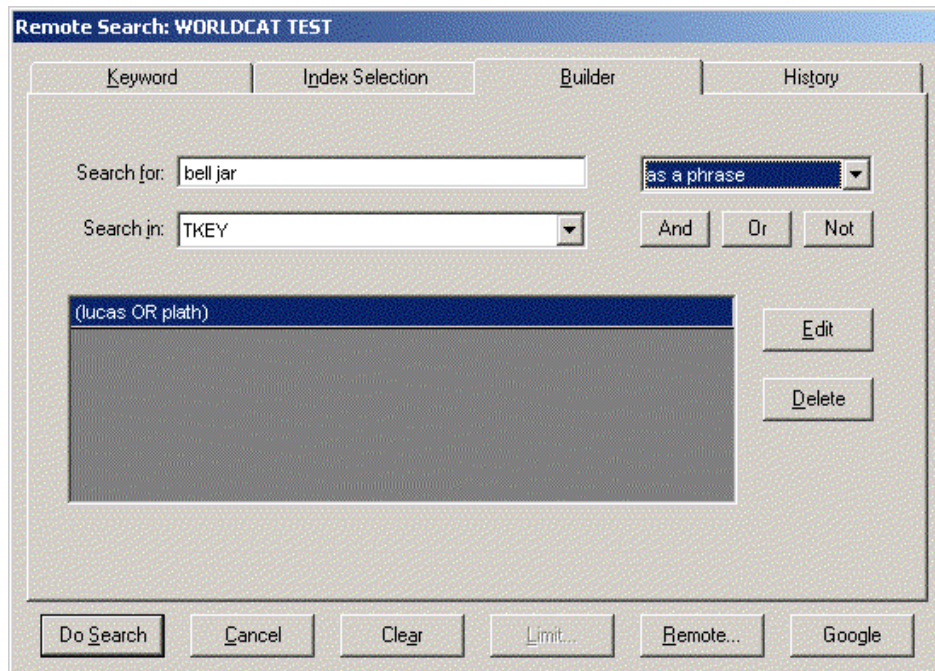 Remote Search: WORLDCAT TEST
Keyword Index Selection Builder History
Search for: bell jar as a phrase
Search in: TKEY And Or Not
(lucas OR plath)
Edit
Delete
Do Search Cancel Clear Limit... Remote... Google